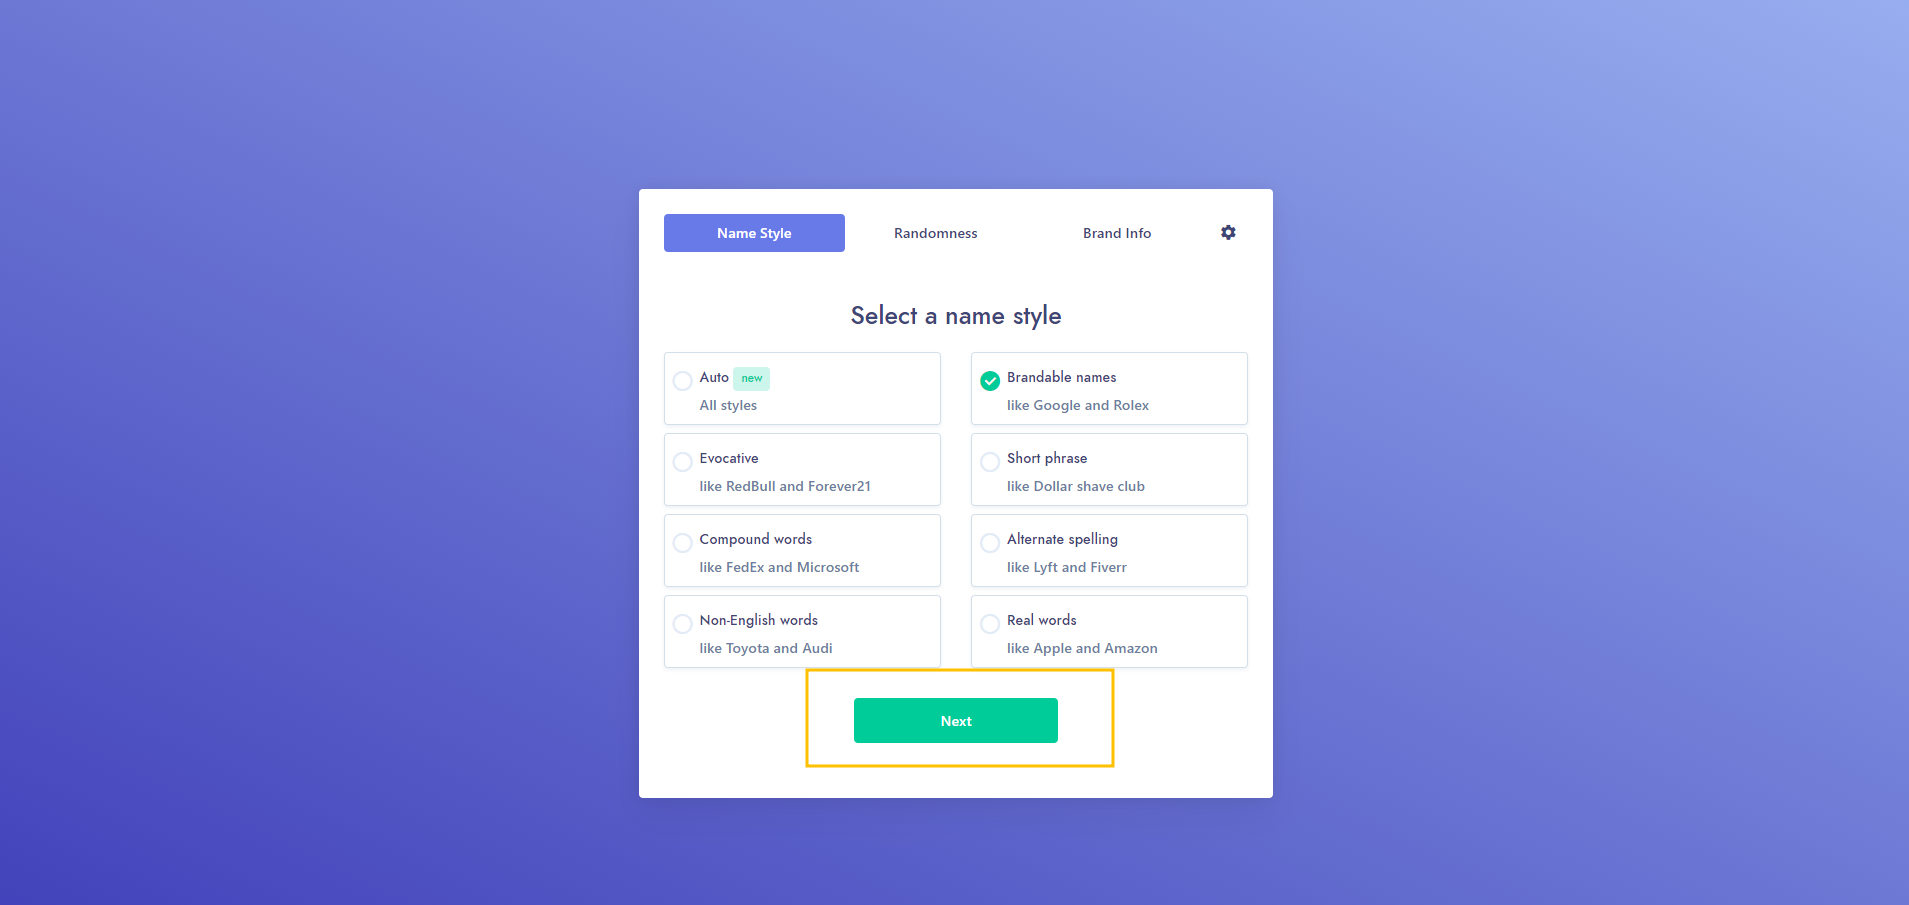 Name Style
Randomness
Brand Info
Select a name style
Auto new
All styles
Brandable names
like Google and Rolex
Evocative
like RedBull and Forever21
Short phrase
like Dollar shave club
Compound words
like FedEx and Microsoft
Alternate spelling
like Lyft and Fiverr
Non-English words
like Toyota and Audi
Real words
like Apple and Amazon
Next